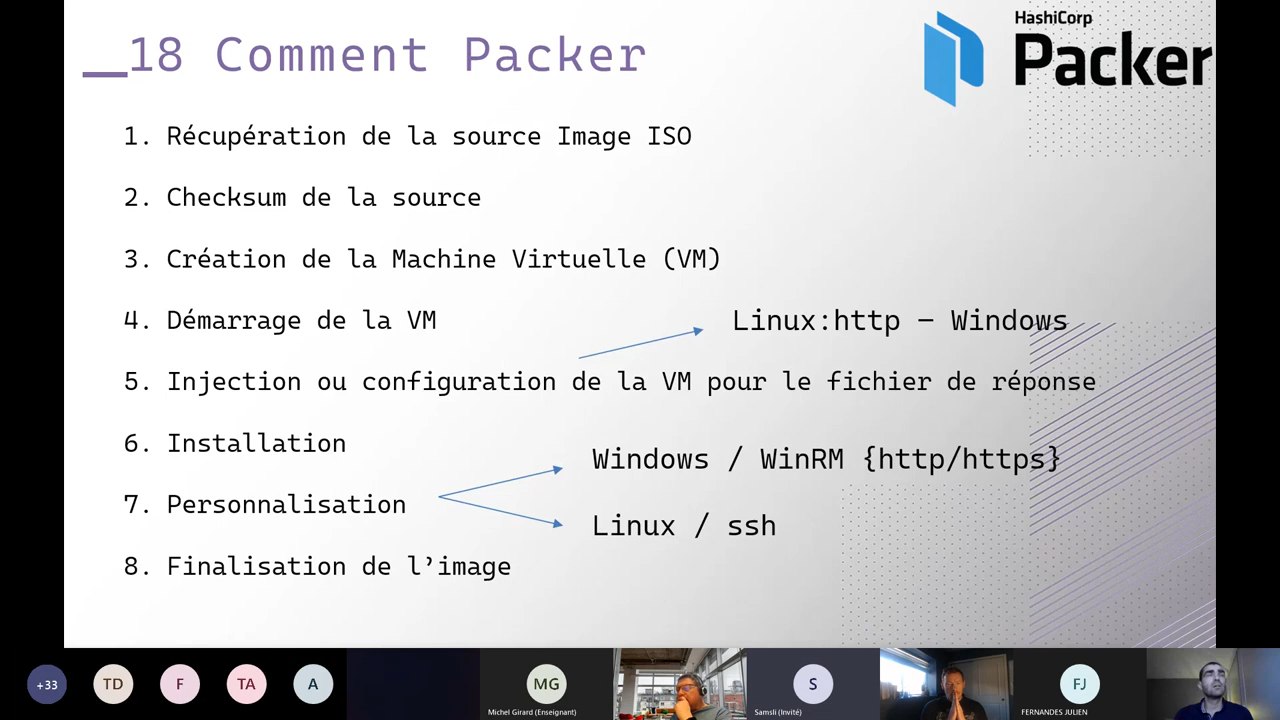 __18 Comment Packer
HashiCorp
Packer
1. Récupération de la source Image ISO
2. Checksum de la source
3. Création de la Machine Virtuelle (VM)
4. Démarrage de la VM
Linux:http – Windows
5. Injection ou configuration de la VM pour le fichier de réponse
6. Installation
Windows / WinRM {http/https}
7. Personnalisation
Linux / ssh
8. Finalisation de l’image
+33
TD
F
TA
A
MG
Michel Girard (Enseignant)
S
Samsli (Invité)
FJ
FERNANDES JULIEN